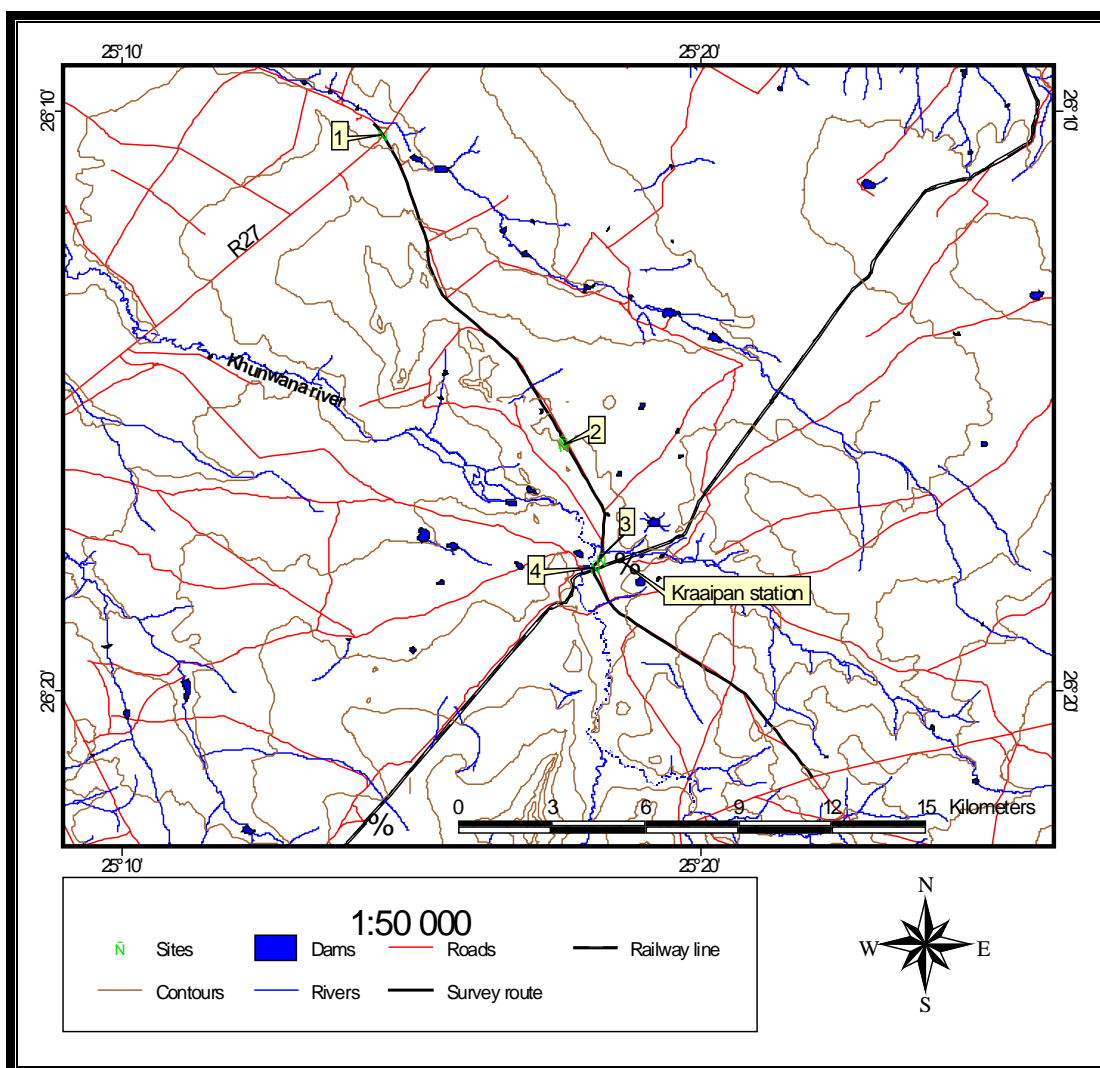 25°10'
25°20'
26°10'
26°10'
1
R27
Khunwana river
2
3
%
4
Kraaipan station
26°20'
26°20'
0 3 6 9 12 15 Kilometers
%
25°10'
25°20'
1:50 000
Ñ Sites
Dams
Roads
Railway line
Contours
Rivers
Survey route
N
W
E
S